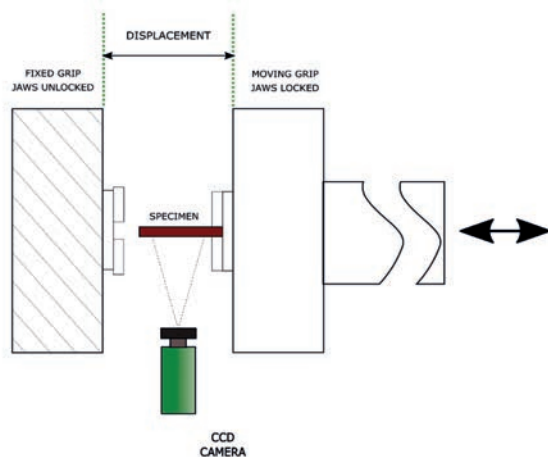 DISPLACEMENT
FIXED GRIP
JAWS UNLOCKED
MOVING GRIP
JAWS LOCKED
SPECIMEN
CCD
CAMERA